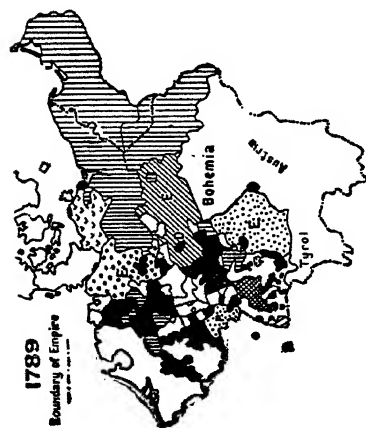 1789
Boundary of Empire
E.
E.
Bohemia
Austria
E.
Tyrol